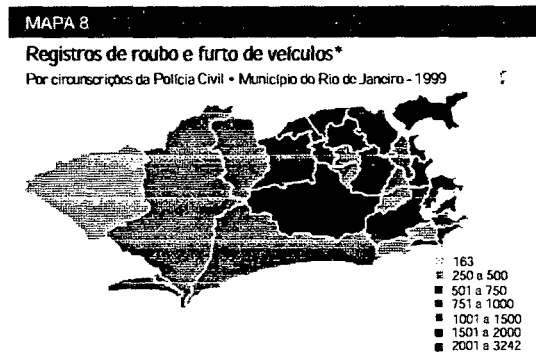 MAPA 8
Registros de roubo e furto de veículos*
Por circunscrições da Polícia Civil • Município do Rio de Janeiro - 1999
163
250 a 500
501 a 750
751 a 1000
1001 a 1500
1501 a 2000
2001 a 3242